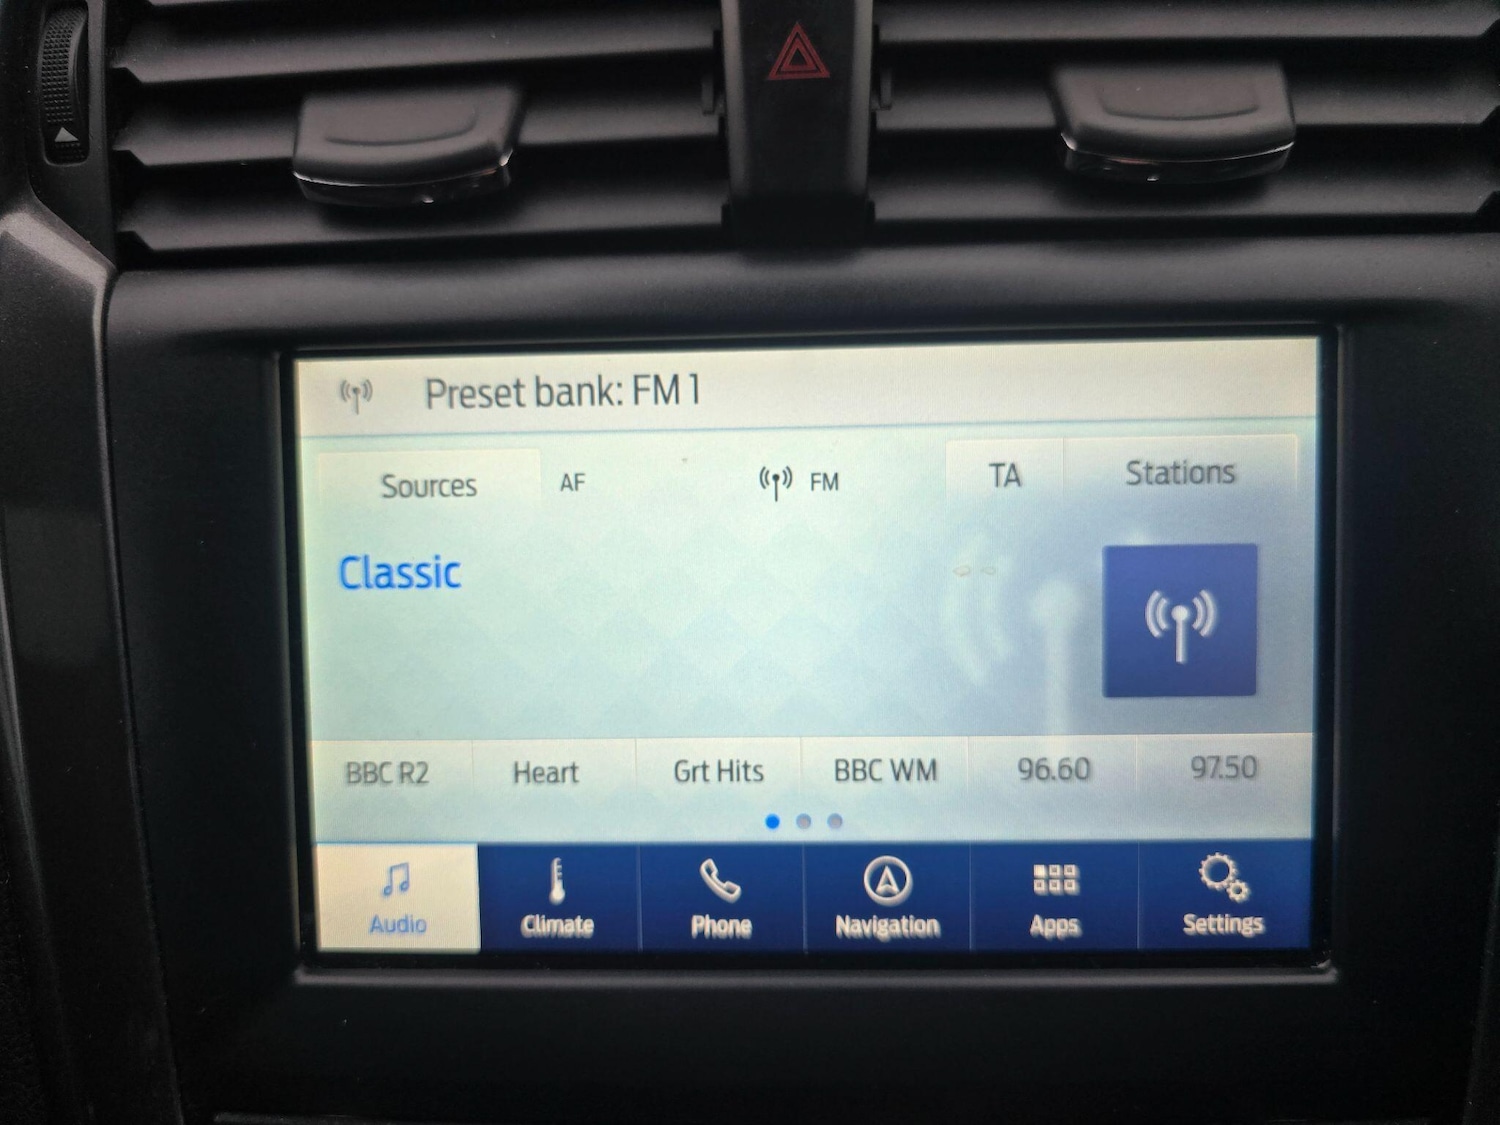 Preset bank: FM 1
Sources AF FM TA Stations
Classic
BBC R2 Heart Grt Hits BBC WM 96.60 97.50
Audio Climate Phone Navigation Apps Settings